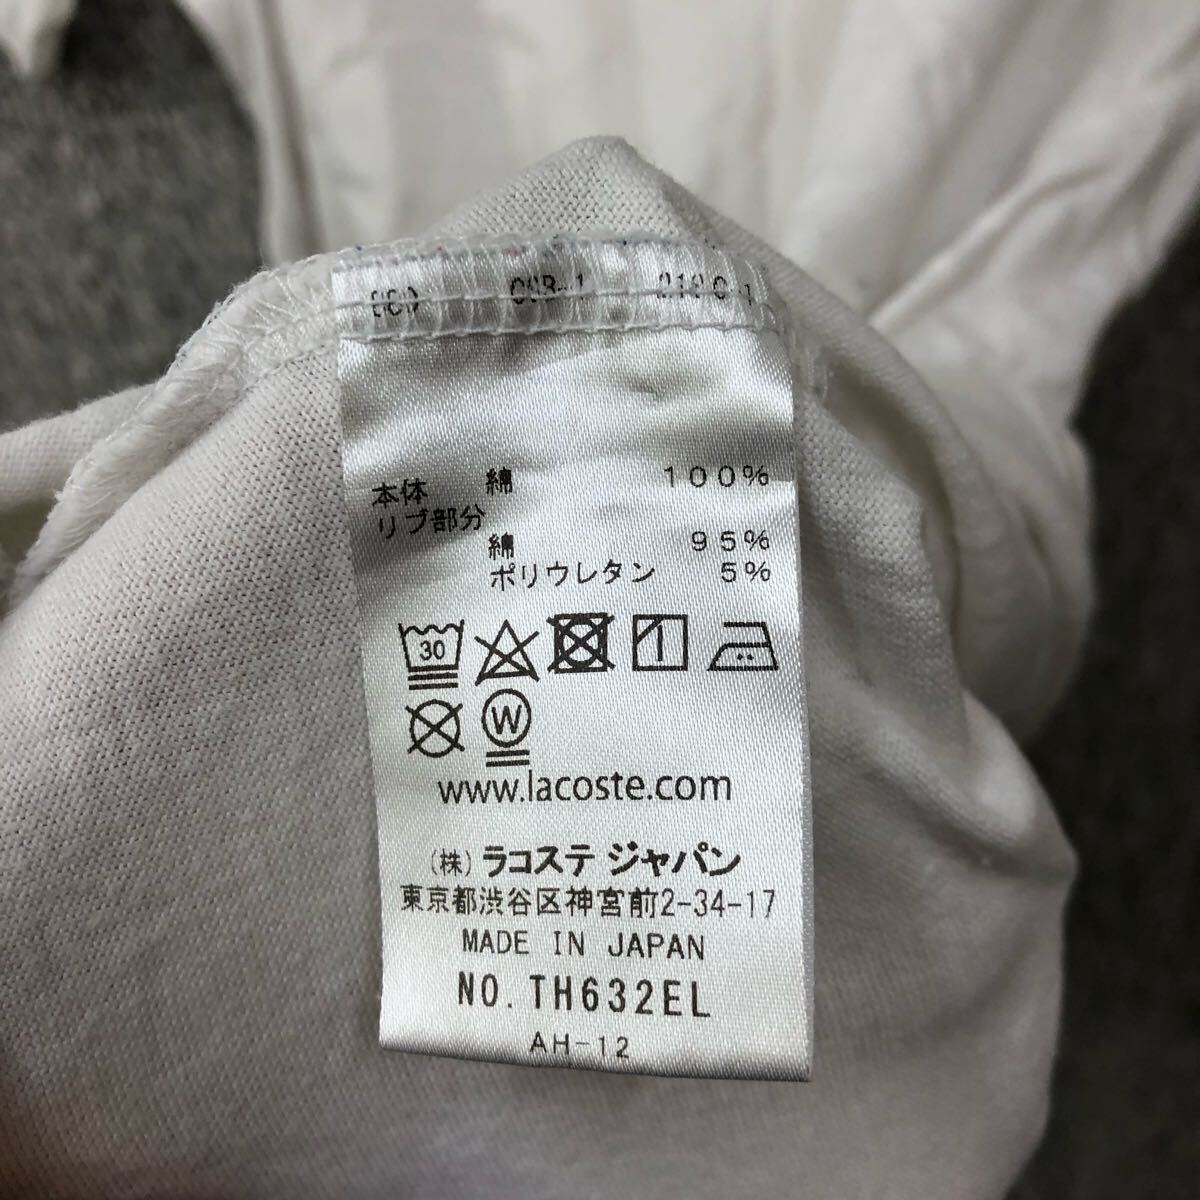 本体 綿 100%
リブ部分
綿 95%
ポリウレタン 5%
30
W
www.lacoste.com
(株) ラコステ ジャパン
東京都渋谷区神宮前2-34-17
MADE IN JAPAN
NO. TH632EL
AH-12